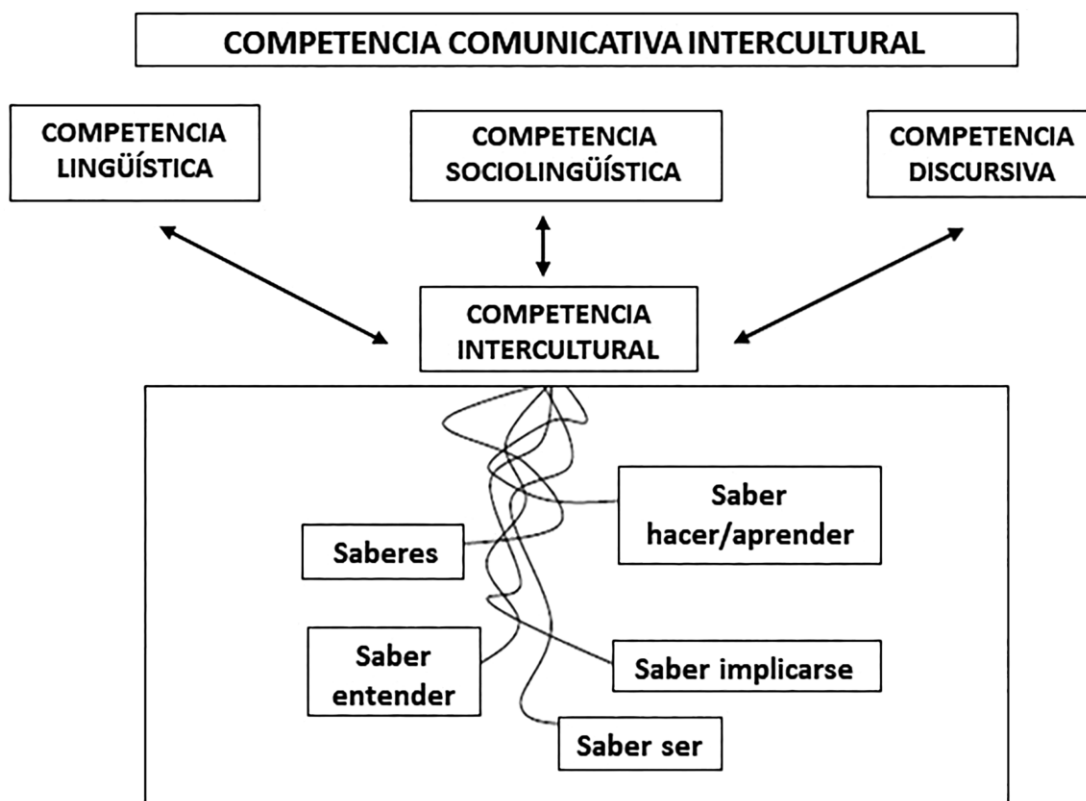 COMPETENCIA COMUNICATIVA INTERCULTURAL
COMPETENCIA
LINGÜÍSTICA
COMPETENCIA
SOCIOLINGÜÍSTICA
COMPETENCIA
DISCURSIVA
COMPETENCIA
INTERCULTURAL
Saber
hacer/aprender
Saberes
Saber
entender
Saber implicarse
Saber ser